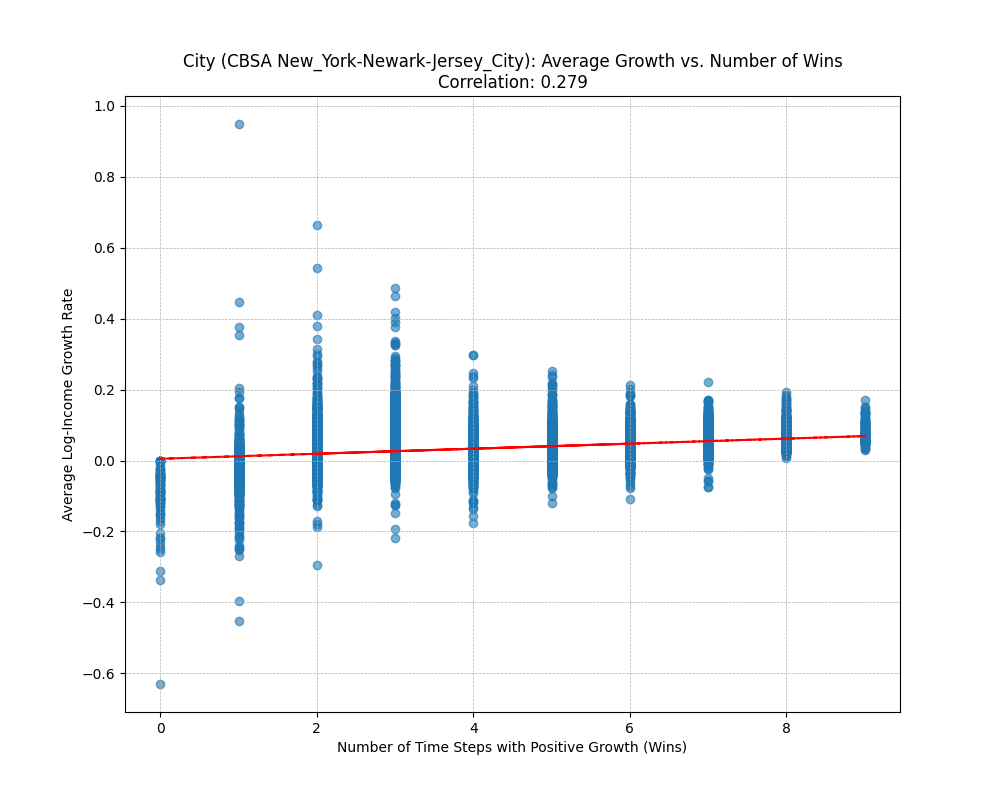 City (CBSA New_York-Newark-Jersey_City): Average Growth vs. Number of Wins
Correlation: 0.279
Average Log-Income Growth Rate
1.0
0.8
0.6
0.4
0.2
0.0
−0.2
−0.4
−0.6
0 2 4 6 8
Number of Time Steps with Positive Growth (Wins)